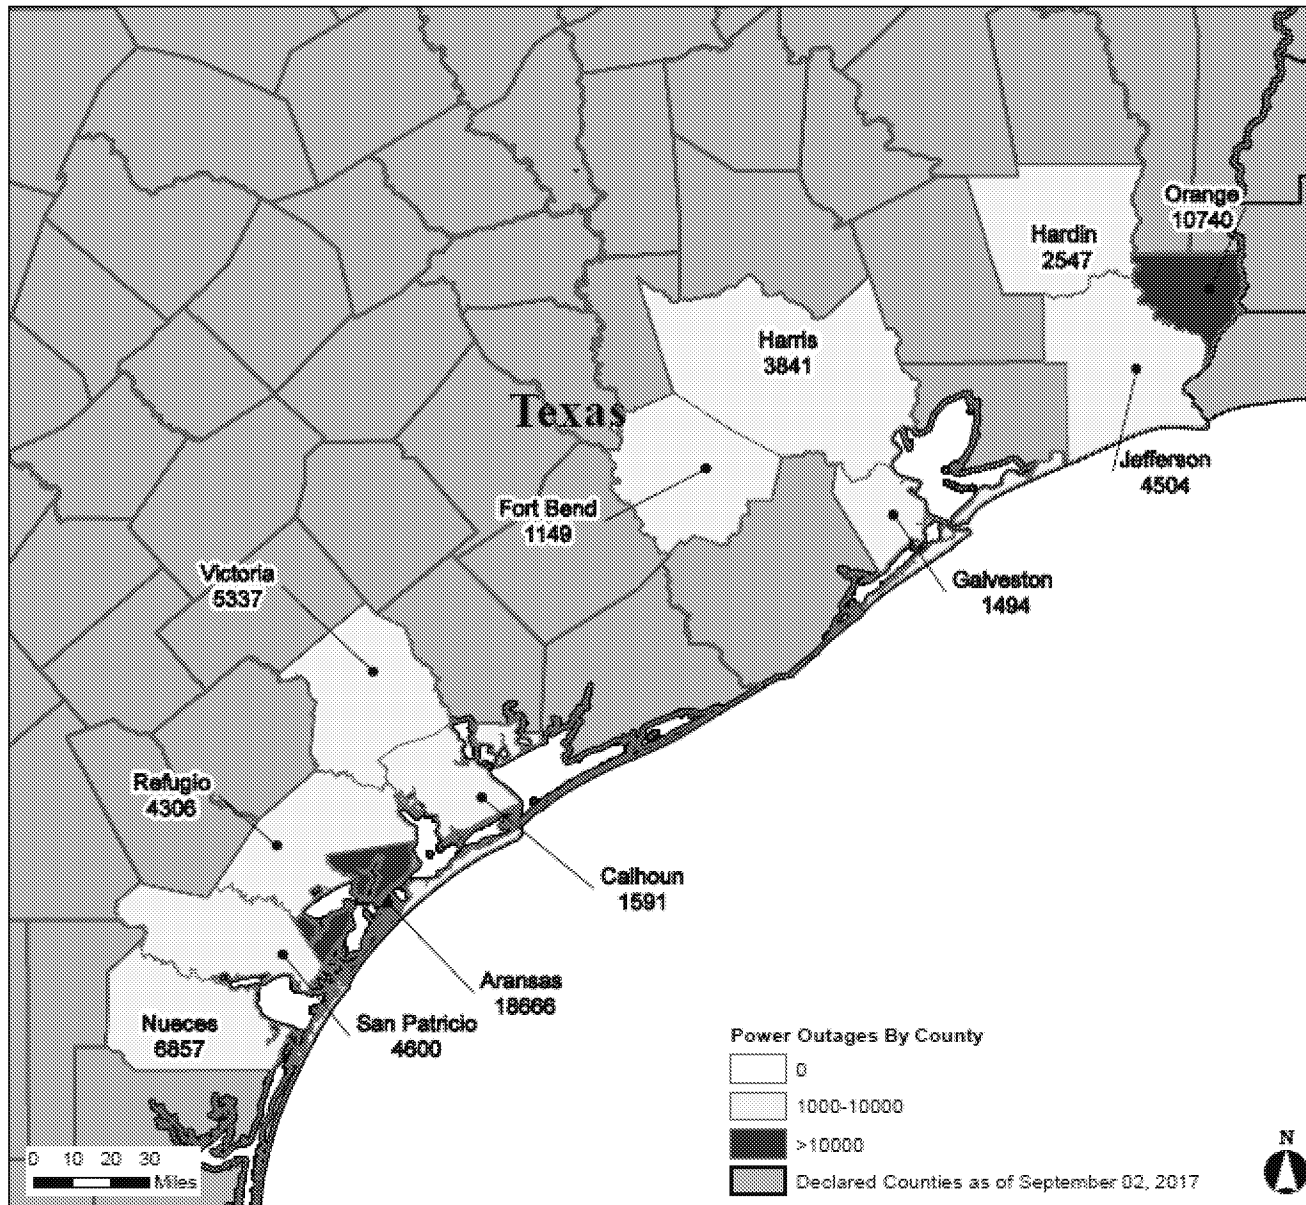 Orange
10740
Hardin
2547
Harris
3841
Texas
Jefferson
4504
Fort Bend
1149
Victoria
5337
Galveston
1494
Refugio
4306
Calhoun
1591
Aransas
18666
Nueces
6857
San Patricio
4600
Power Outages By County
0
1000-10000
>10000
Declared Counties as of September 02, 2017
N
0 10 20 30
Miles